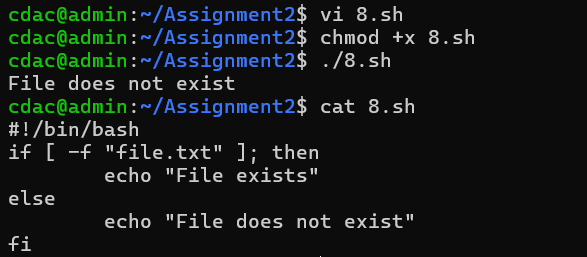 cdac@admin:~/Assignment2$ vi 8.sh
cdac@admin:~/Assignment2$ chmod +x 8.sh
cdac@admin:~/Assignment2$ ./8.sh
File does not exist
cdac@admin:~/Assignment2$ cat 8.sh
#!/bin/bash
if [ -f "file.txt" ]; then
        echo "File exists"
else
        echo "File does not exist"
fi